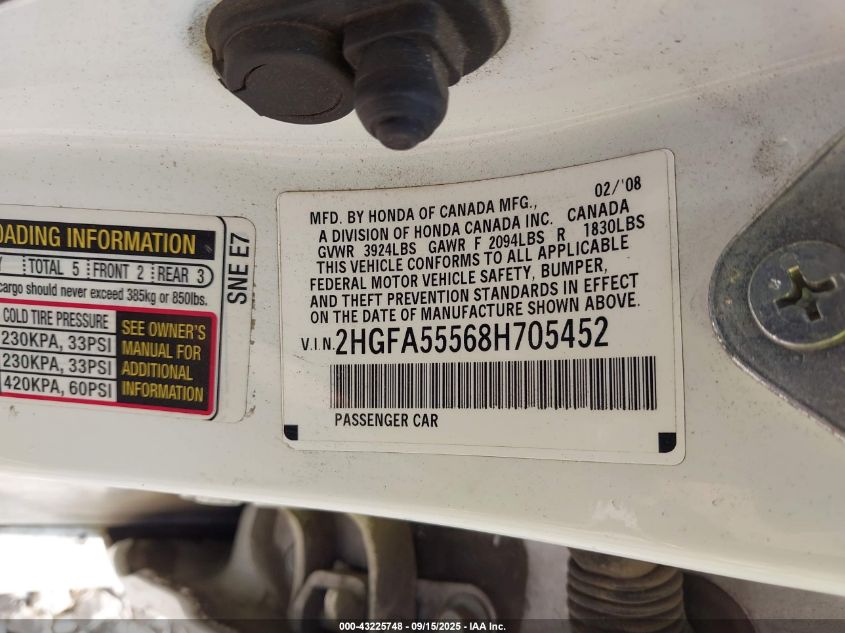 OADING INFORMATION
TOTAL 5 FRONT 2 REAR 3
cargo should never exceed 385kg or 850lbs.
COLD TIRE PRESSURE
230KPA, 33PSI
230KPA, 33PSI
420KPA, 60PSI
SEE OWNER'S
MANUAL FOR
ADDITIONAL
INFORMATION
SNE E7
02/'08
MFD. BY HONDA OF CANADA MFG.,
A DIVISION OF HONDA CANADA INC. CANADA
GVWR 3924LBS GAWR F 2094LBS R 1830LBS
THIS VEHICLE CONFORMS TO ALL APPLICABLE
FEDERAL MOTOR VEHICLE SAFETY, BUMPER,
AND THEFT PREVENTION STANDARDS IN EFFECT
ON THE DATE OF MANUFACTURE SHOWN ABOVE.
V.I.N. 2HGFA55568H705452
PASSENGER CAR
000-43225748 - 09/15/2025 - IAA Inc.